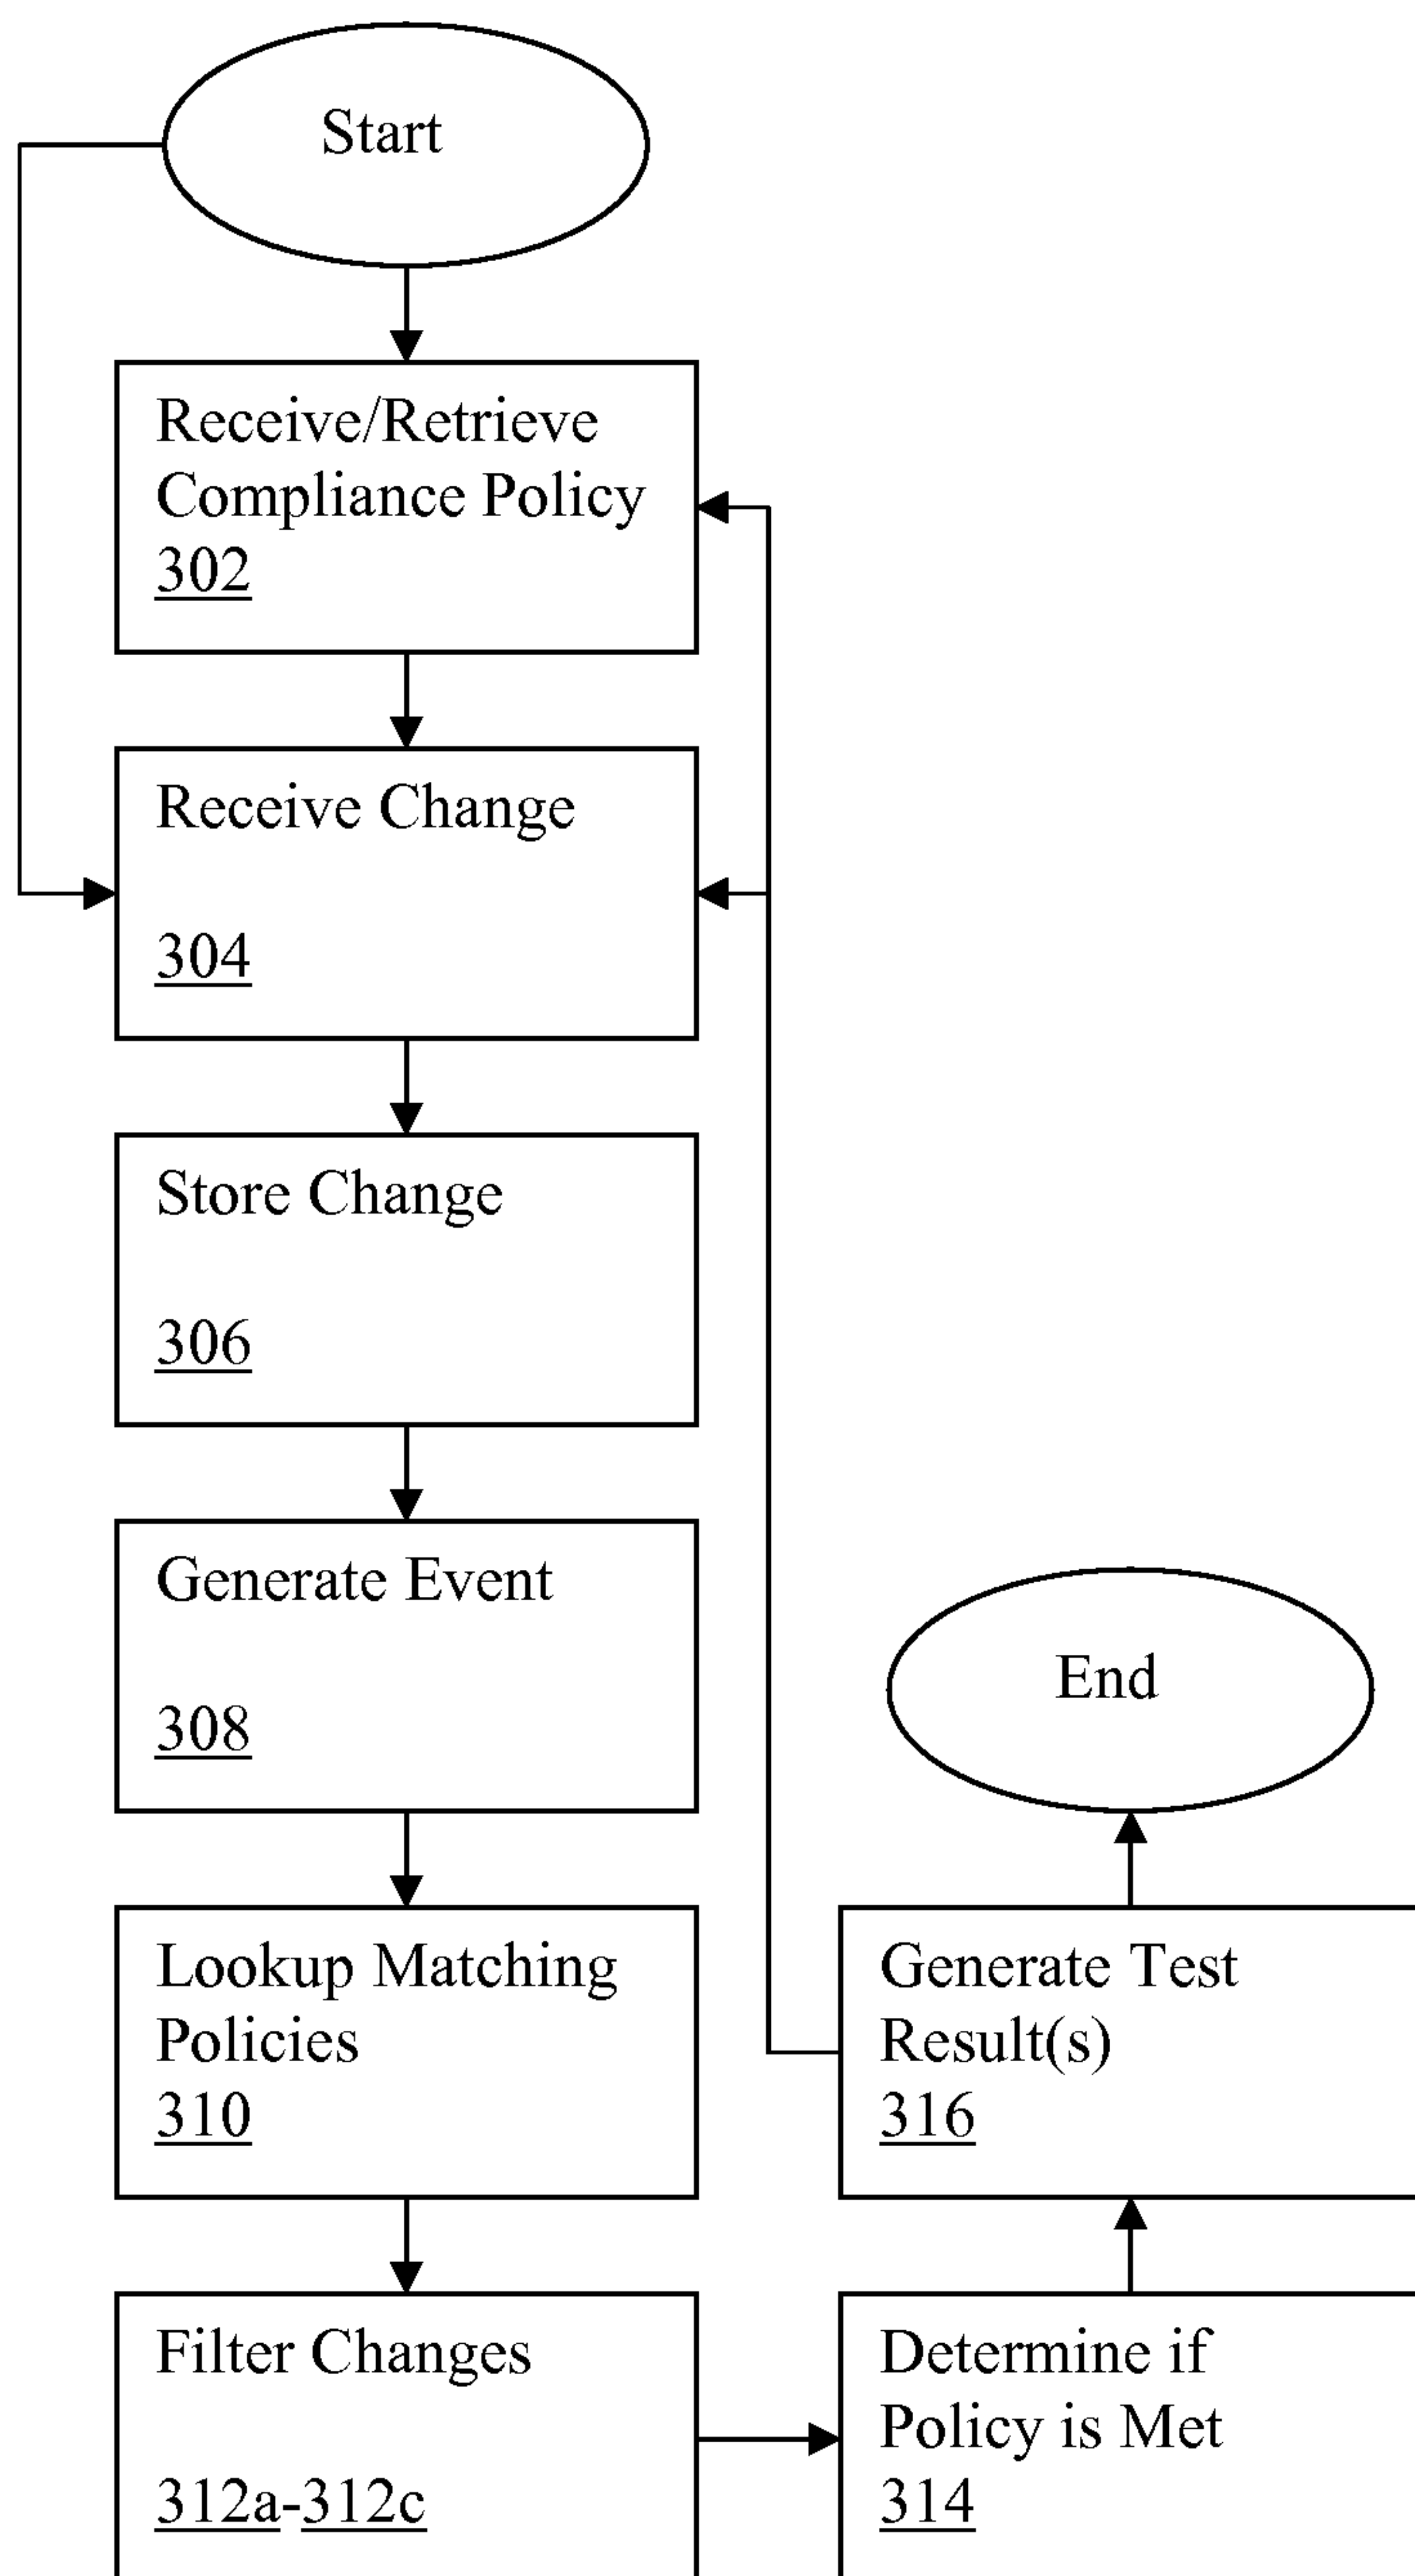 Start
Receive/Retrieve
Compliance Policy
302
Receive Change
304
Store Change
306
Generate Event
308
Lookup Matching
Policies
310
Filter Changes
312a-312c
Determine if
Policy is Met
314
Generate Test
Result(s)
316
End